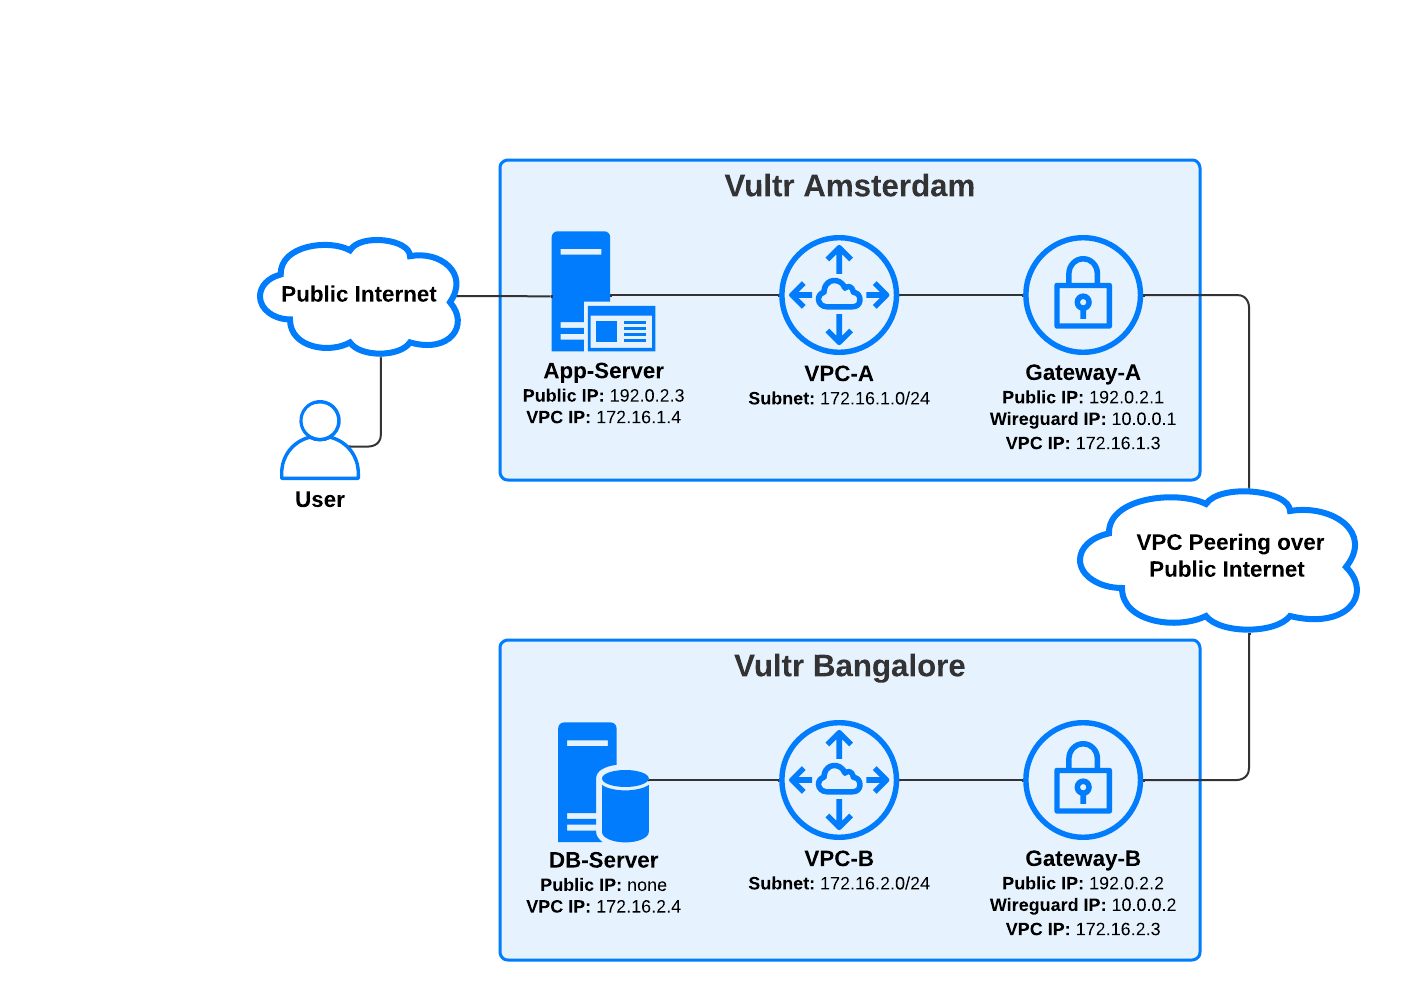 Vultr Amsterdam
Public Internet
User
App-Server
Public IP: 192.0.2.3
VPC IP: 172.16.1.4
VPC-A
Subnet: 172.16.1.0/24
Gateway-A
Public IP: 192.0.2.1
Wireguard IP: 10.0.0.1
VPC IP: 172.16.1.3
VPC Peering over
Public Internet
Vultr Bangalore
DB-Server
Public IP: none
VPC IP: 172.16.2.4
VPC-B
Subnet: 172.16.2.0/24
Gateway-B
Public IP: 192.0.2.2
Wireguard IP: 10.0.0.2
VPC IP: 172.16.2.3